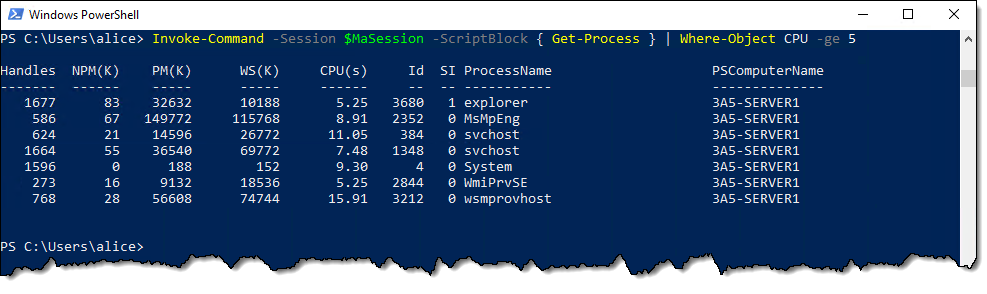 Windows PowerShell
PS C:\Users\alice> Invoke-Command -Session $MaSession -ScriptBlock { Get-Process } | Where-Object CPU -ge 5
Handles  NPM(K)    PM(K)      WS(K)     CPU(s)     Id  SI ProcessName                    PSComputerName
-------  ------    -----      -----     ------     --  -- -----------                    --------------
   1677      83    32632      10188       5.25   3680   1 explorer                       3A5-SERVER1
    586      67   149772     115768       8.91   2352   0 MsMpEng                        3A5-SERVER1
    624      21    14596      26772      11.05    384   0 svchost                        3A5-SERVER1
   1664      55    36540      69772       7.48   1348   0 svchost                        3A5-SERVER1
   1596       0      188        152       9.30      4   0 System                         3A5-SERVER1
    273      16     9132      18536       5.25   2844   0 WmiPrvSE                       3A5-SERVER1
    768      28    56608      74744      15.91   3212   0 wsmprovhost                    3A5-SERVER1
PS C:\Users\alice>